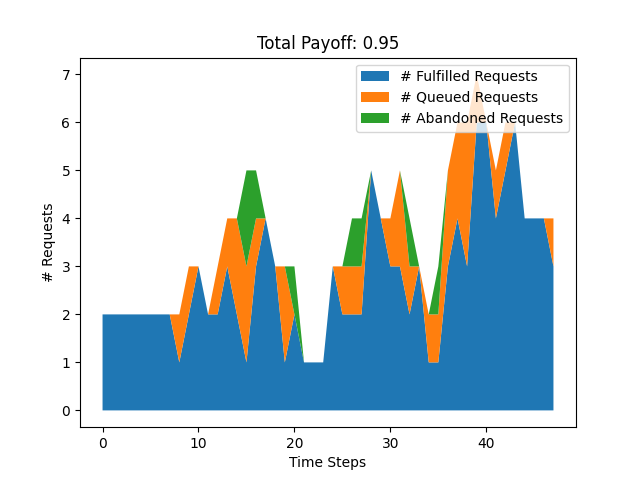 Total Payoff: 0.95
# Fulfilled Requests
# Queued Requests
# Abandoned Requests
# Requests
7
6
5
4
3
2
1
0
0 10 20 30 40
Time Steps